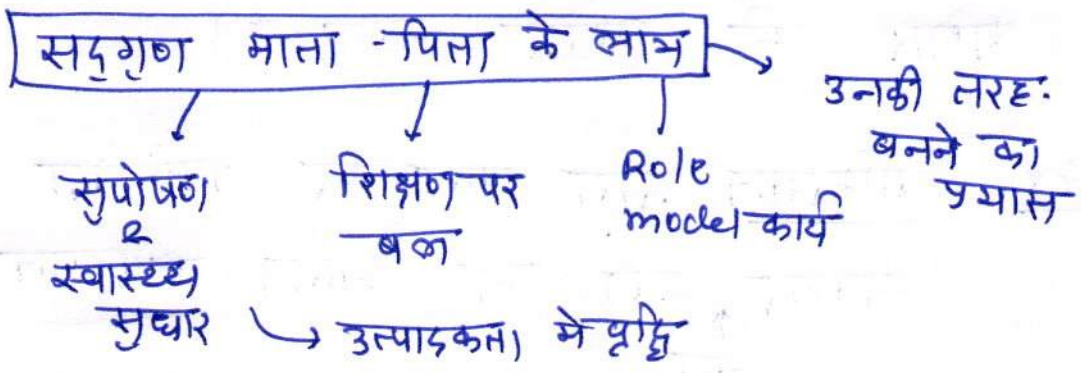 सद्गुण माता - पिता के लाभ
उनकी तरह
बनने का
प्रयास
सुपोषण
&
स्वास्थ्य
सुधार
शिक्षण पर
बल
Role
model कार्य
उत्पादकता में वृद्धि